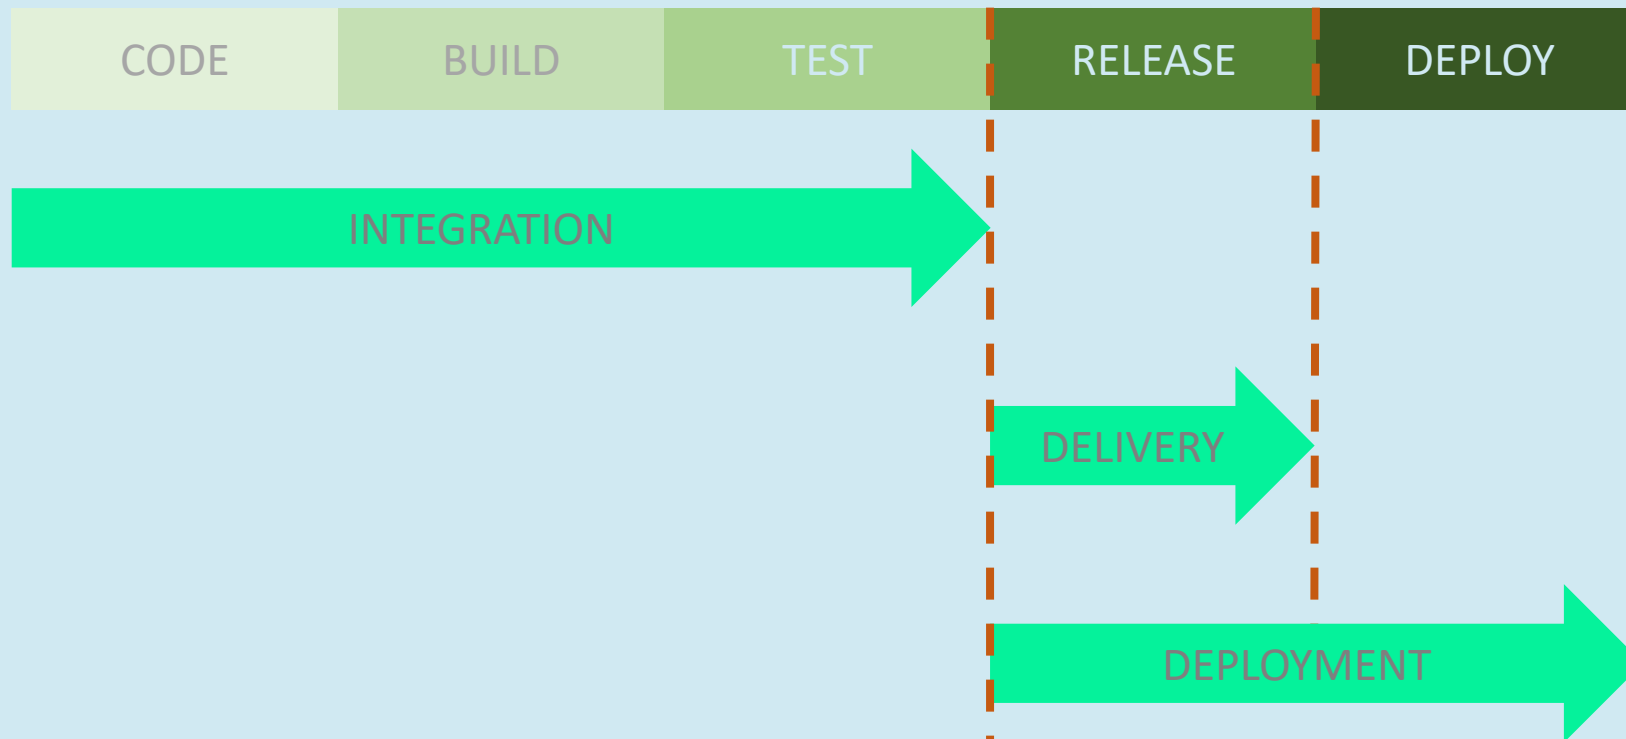 CODE BUILD TEST RELEASE DEPLOY
INTEGRATION
DELIVERY
DEPLOYMENT